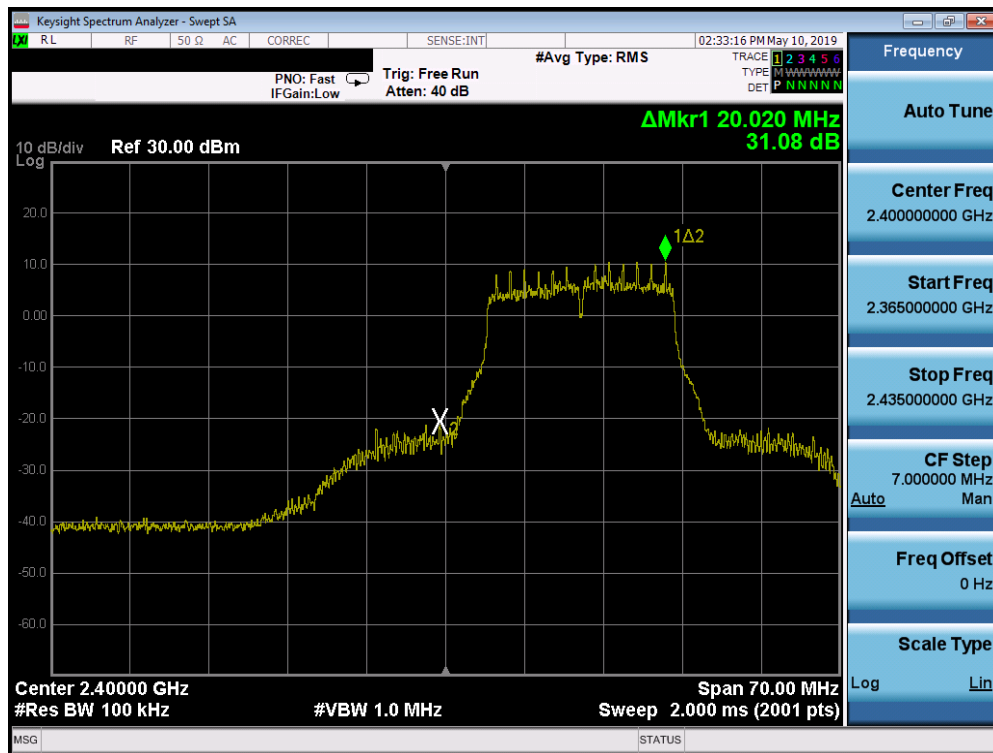 Keysight Spectrum Analyzer - Swept SA
LXI RL RF 50 Ω AC CORREC SENSE:INT 02:33:16 PM May 10, 2019
#Avg Type: RMS TRACE 1 2 3 4 5 6
PNO: Fast Trig: Free Run TYPE M WWWWW
IFGain:Low Atten: 40 dB DET P N N N N N
ΔMkr1 20.020 MHz
31.08 dB
10 dB/div Ref 30.00 dBm
Log
1Δ2
20.0
10.0
0.00
-10.0
-20.0
-30.0
-40.0
-50.0
-60.0
X2
Center 2.40000 GHz Span 70.00 MHz
#Res BW 100 kHz #VBW 1.0 MHz Sweep 2.000 ms (2001 pts)
MSG STATUS
Frequency
Auto Tune
Center Freq
2.400000000 GHz
Start Freq
2.365000000 GHz
Stop Freq
2.435000000 GHz
CF Step
7.000000 MHz
Auto Man
Freq Offset
0 Hz
Scale Type
Log Lin